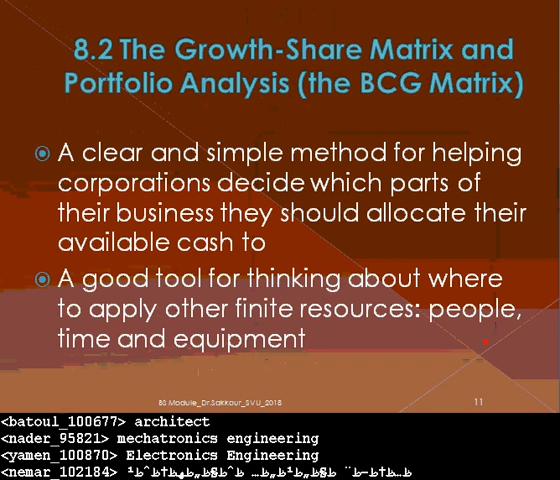 8.2 The Growth-Share Matrix and
Portfolio Analysis (the BCG Matrix)
A clear and simple method for helping
corporations decide which parts of
their business they should allocate their
available cash to
A good tool for thinking about where
to apply other finite resources: people,
time and equipment
BS Module_Dr.Sakkour_SVU_2018
11
<batoul_100677> architect
<nader_95821> mechatronics engineering
<yamen_100870> Electronics Engineering
<nemar_102184>